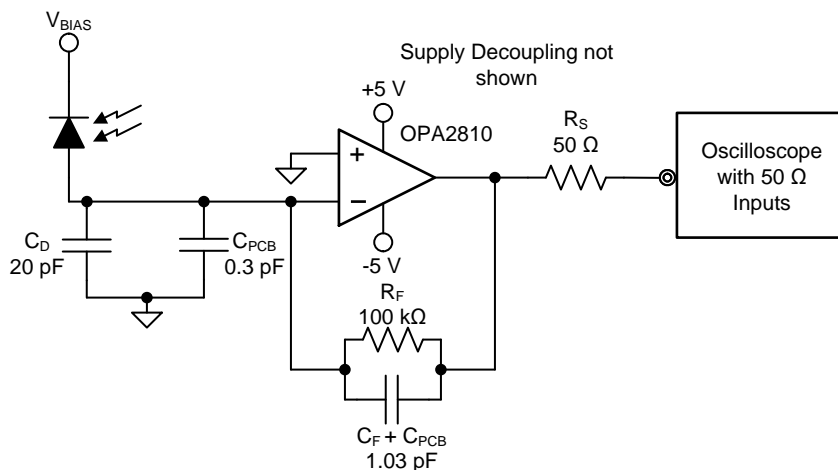 VBIAS
Supply Decoupling not
shown
+5 V
OPA2810
RS
50 Ω
Oscilloscope
with 50 Ω
Inputs
+
−
CD
20 pF
CPCB
0.3 pF
-5 V
RF
100 kΩ
CF + CPCB
1.03 pF